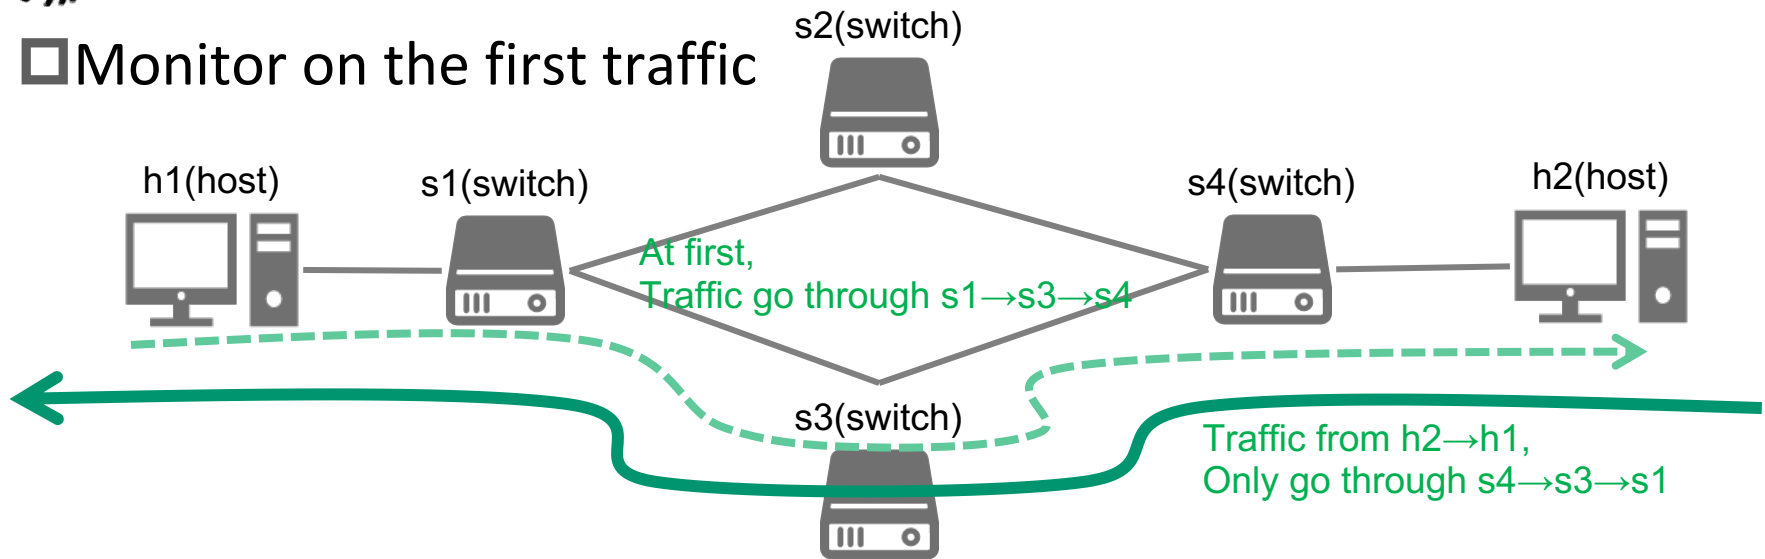 s2(switch)
Monitor on the first traffic
h1(host)
s1(switch)
s4(switch)
h2(host)
At first,
Traffic go through s1→s3→s4
s3(switch)
Traffic from h2→h1,
Only go through s4→s3→s1